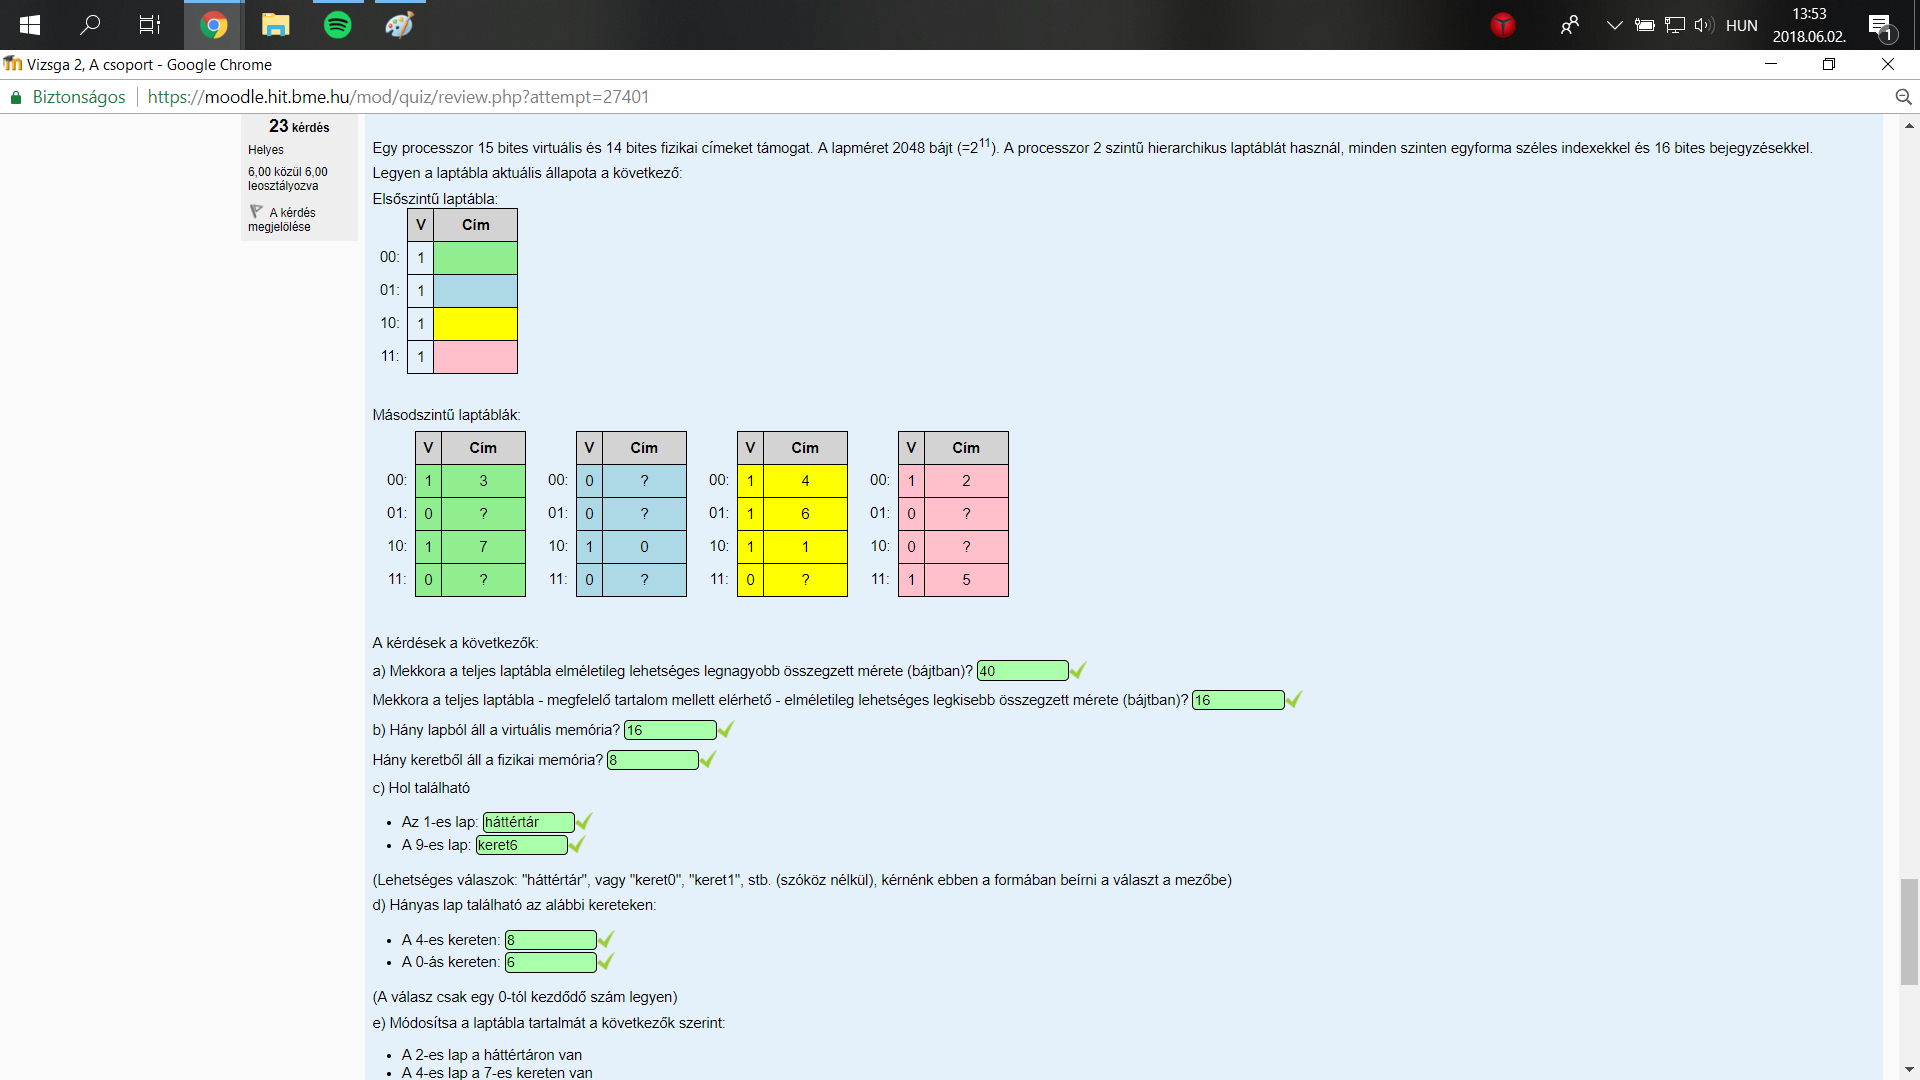 HUN
13:53
2018.06.02.
1
Vizsga 2, A csoport - Google Chrome
Biztonságos
https://moodle.hit.bme.hu/mod/quiz/review.php?attempt=27401
23 kérdés
Helyes
6,00 közül 6,00
leosztályozva
A kérdés
megjelölése
Egy processzor 15 bites virtuális és 14 bites fizikai címeket támogat. A lapméret 2048 bájt (=2^11). A processzor 2 szintű hierarchikus laptáblát használ, minden szinten egyforma széles indexekkel és 16 bites bejegyzésekkel.
Legyen a laptábla aktuális állapota a következő:
Elsőszintű laptábla:
V Cím
00: 1
01: 1
10: 1
11: 1
Másodszintű laptáblák:
V Cím V Cím V Cím V Cím
00: 1 3 00: 0 ? 00: 1 4 00: 1 2
01: 0 ? 01: 0 ? 01: 1 6 01: 0 ?
10: 1 7 10: 1 0 10: 1 1 10: 0 ?
11: 0 ? 11: 0 ? 11: 0 ? 11: 1 5
A kérdések a következők:
a) Mekkora a teljes laptábla elméletileg lehetséges legnagyobb összegzett mérete (bájtban)? 40
Mekkora a teljes laptábla - megfelelő tartalom mellett elérhető - elméletileg lehetséges legkisebb összegzett mérete (bájtban)? 16
b) Hány lapból áll a virtuális memória? 16
Hány keretből áll a fizikai memória? 8
c) Hol található
• Az 1-es lap: háttértár
• A 9-es lap: keret6
(Lehetséges válaszok: "háttértár", vagy "keret0", "keret1", stb. (szóköz nélkül), kérnénk ebben a formában beírni a választ a mezőbe)
d) Hányas lap található az alábbi kereteken:
• A 4-es kereten: 8
• A 0-ás kereten: 6
(A válasz csak egy 0-tól kezdődő szám legyen)
e) Módosítsa a laptábla tartalmát a következők szerint:
• A 2-es lap a háttértáron van
• A 4-es lap a 7-es kereten van